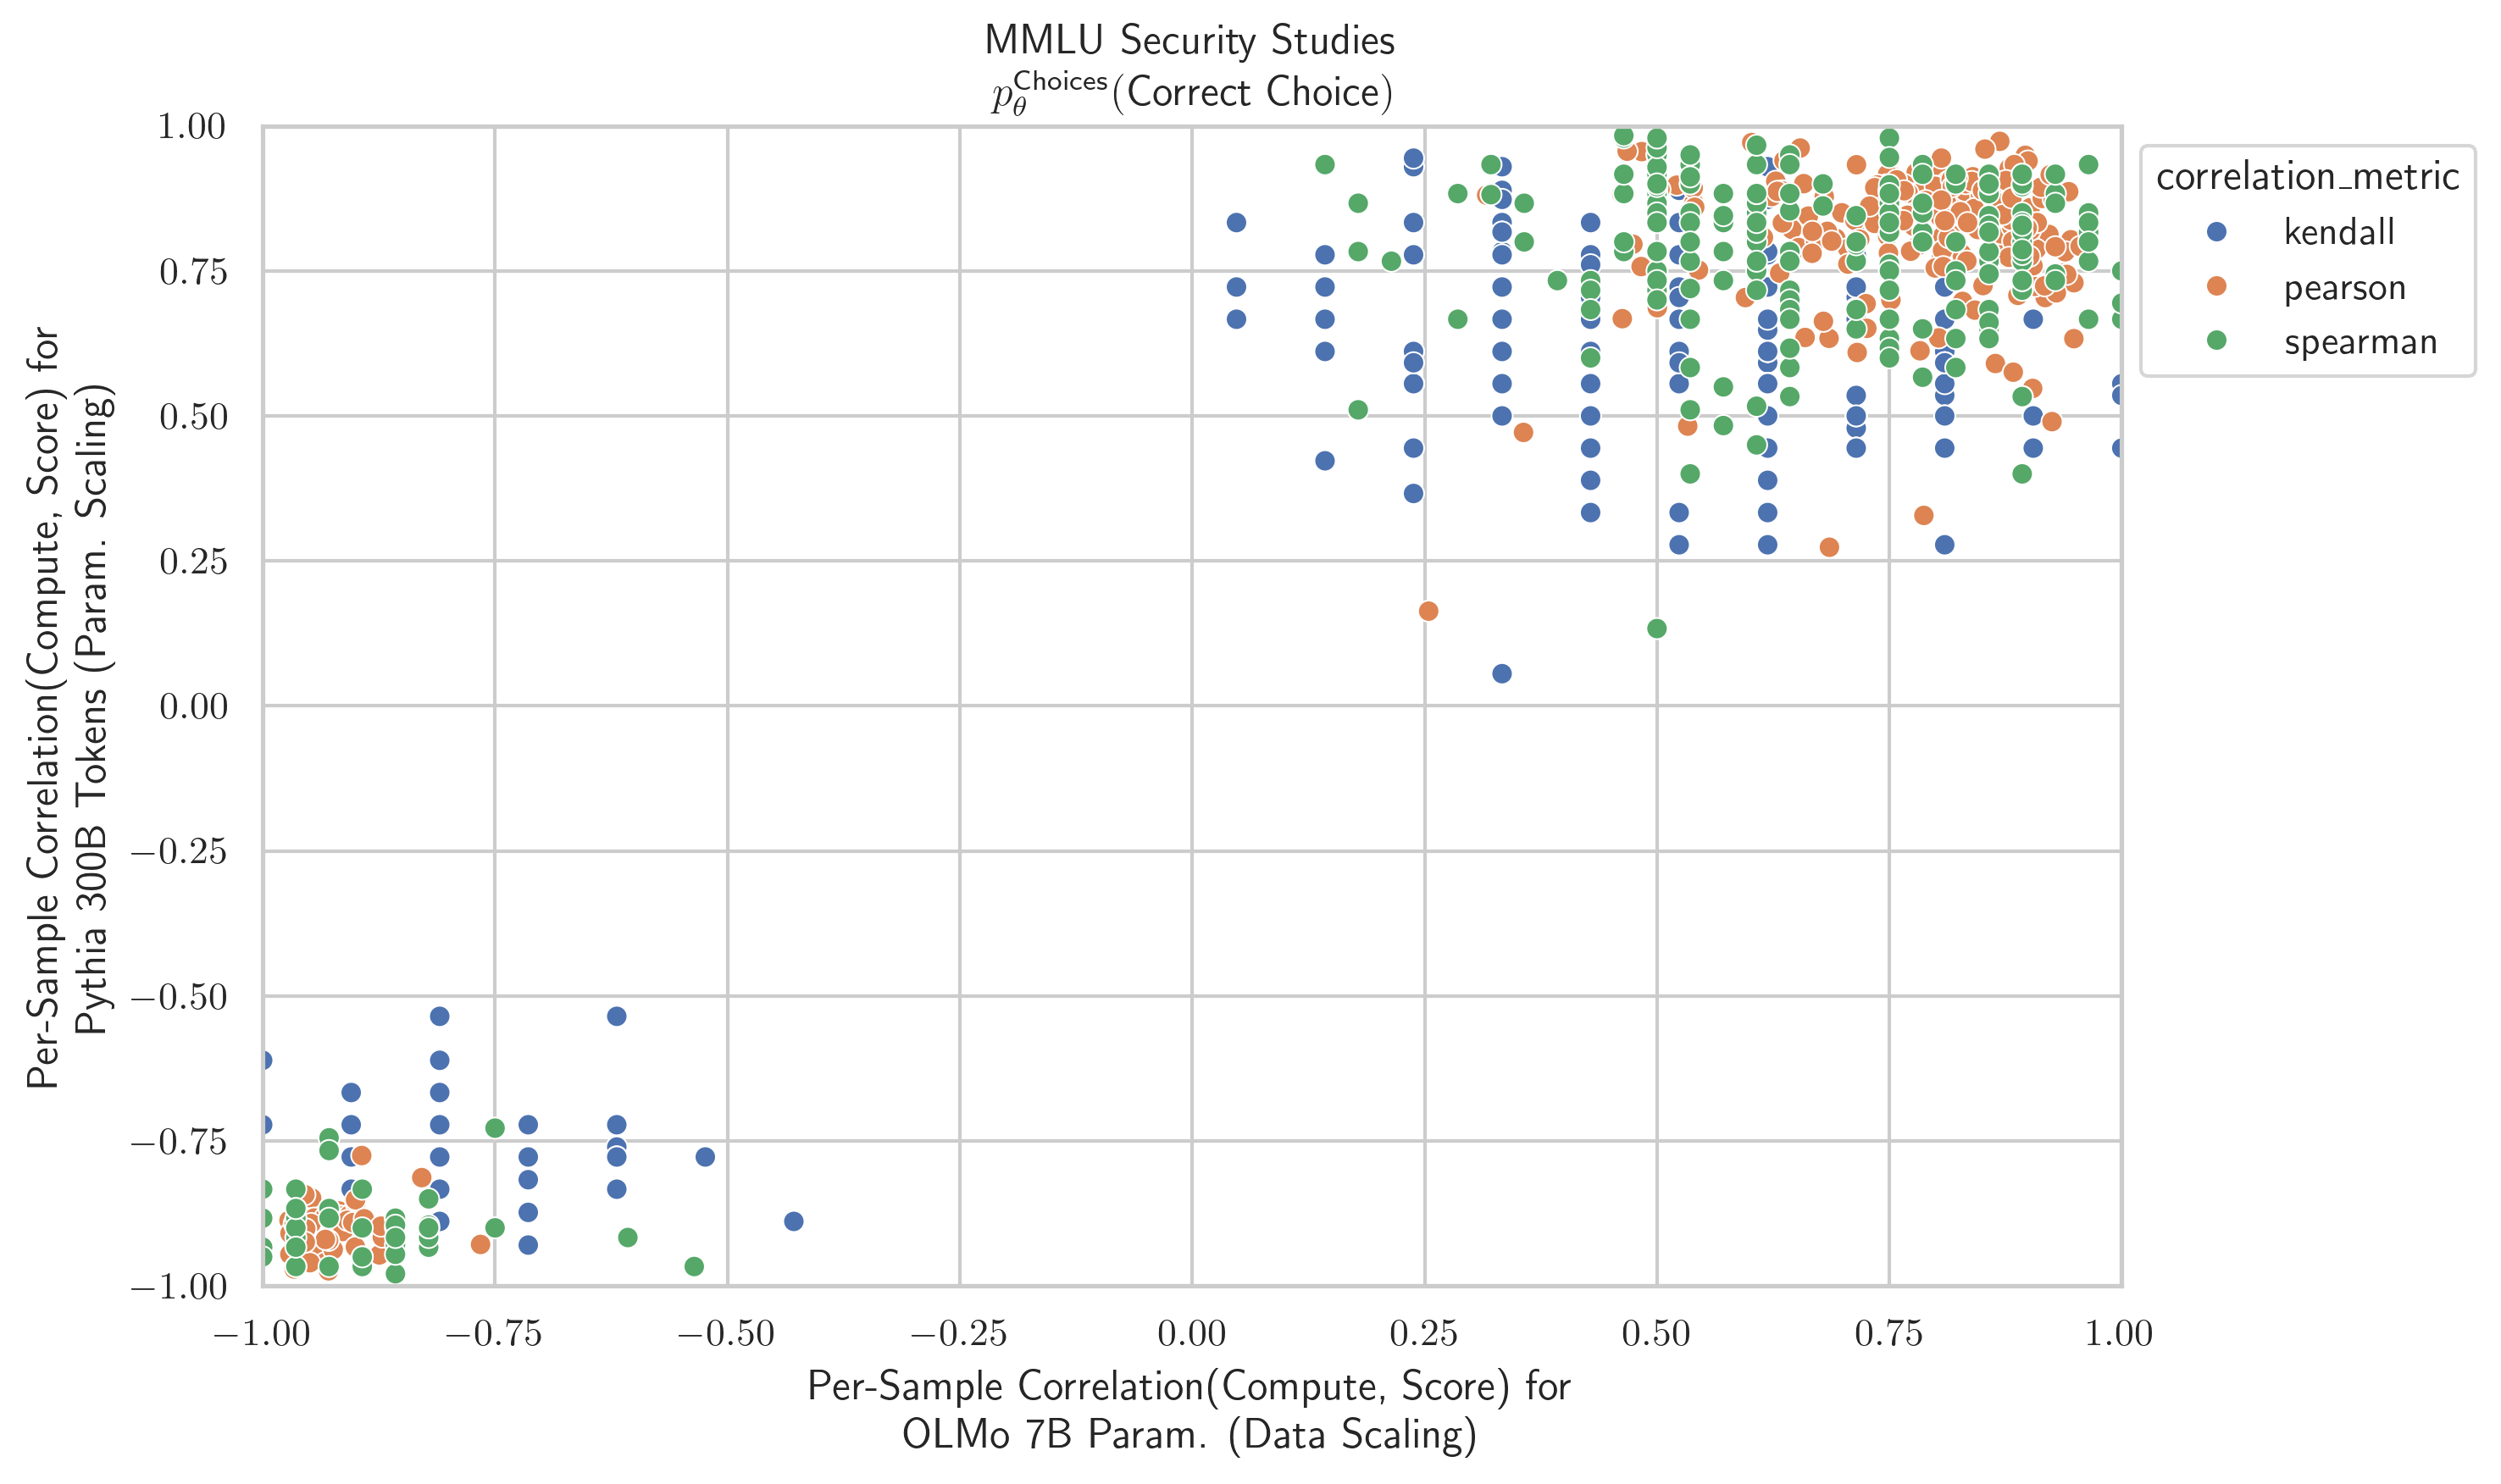 MMLU Security Studies
p_θ^Choices(Correct Choice)
1.00
0.75
0.50
0.25
0.00
−0.25
−0.50
−0.75
−1.00
Per-Sample Correlation(Compute, Score) for
Pythia 300B Tokens (Param. Scaling)
−1.00 −0.75 −0.50 −0.25 0.00 0.25 0.50 0.75 1.00
Per-Sample Correlation(Compute, Score) for
OLMo 7B Param. (Data Scaling)
correlation_metric
kendall
pearson
spearman